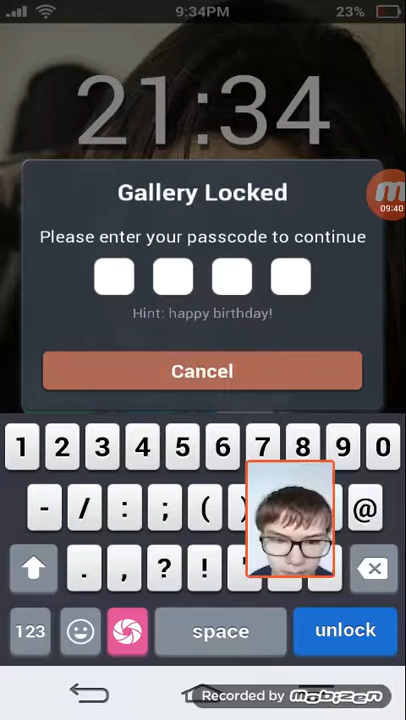 9:34PM
23%
21:34
Gallery Locked
09:40
Please enter your passcode to continue
Hint: happy birthday!
Cancel
1 2 3 4 5 6 7 8 9 0
- / : ; ( ) @
. , ? ! '
123 space unlock
Recorded by mobizen